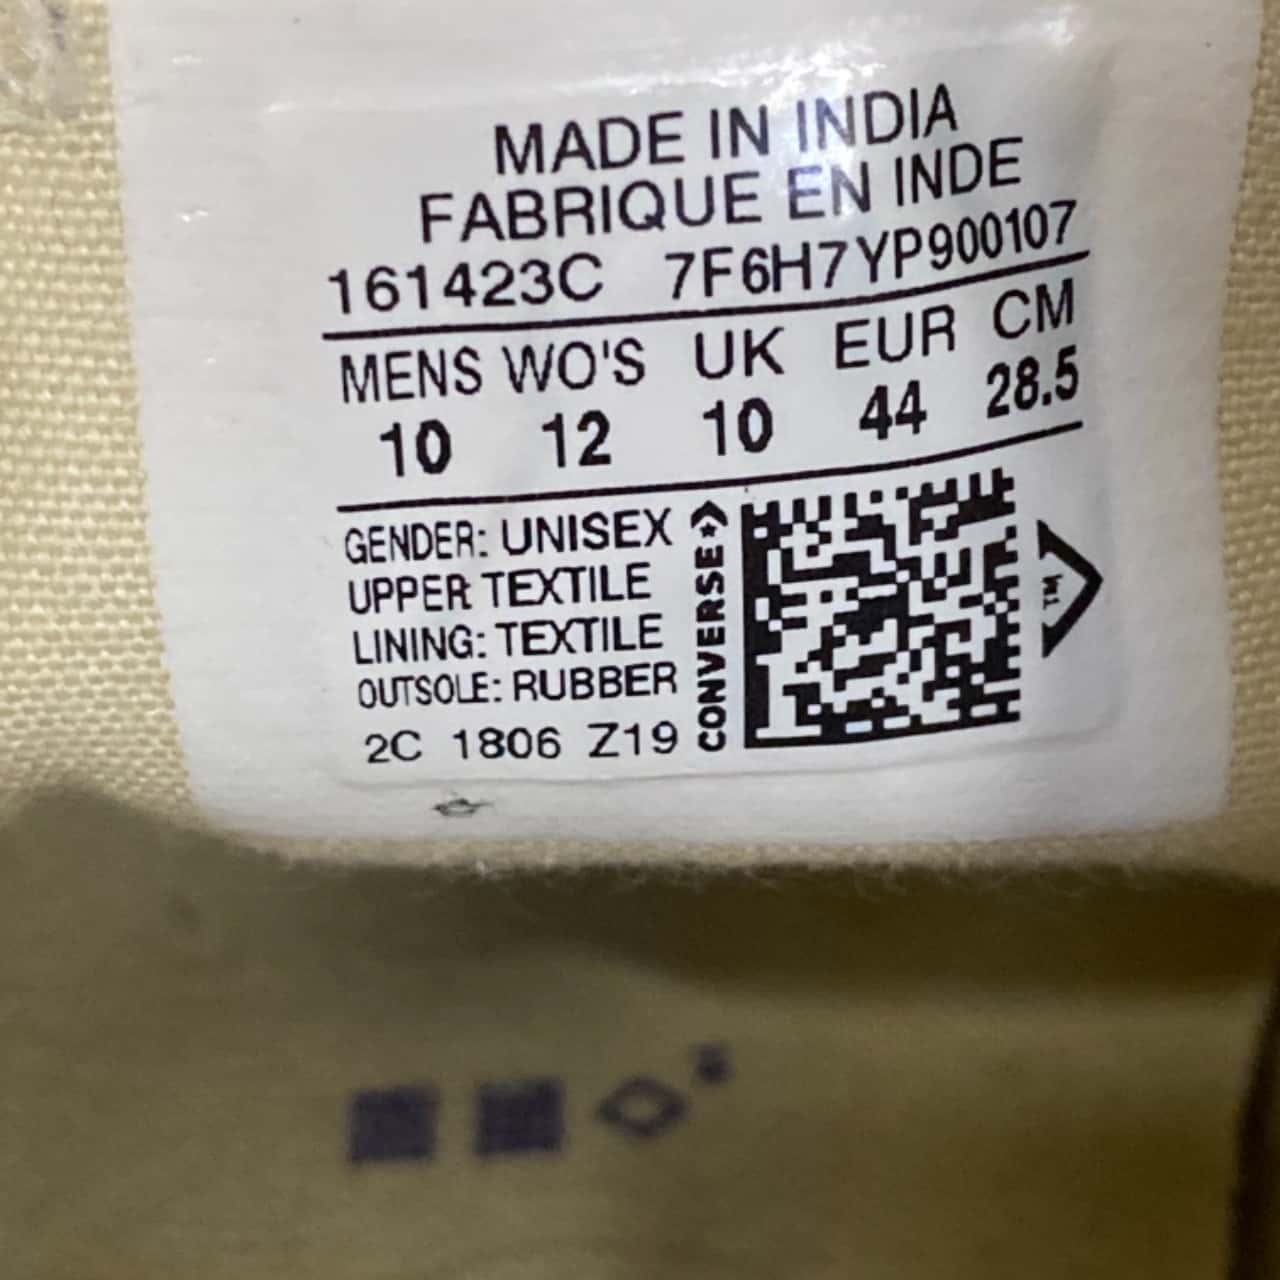 MADE IN INDIA
FABRIQUE EN INDE
161423C 7F6H7YP900107
MENS WO'S UK EUR CM
10 12 10 44 28.5
GENDER: UNISEX
UPPER TEXTILE
LINING: TEXTILE
OUTSOLE: RUBBER
2C 1806 Z19
CONVERSE